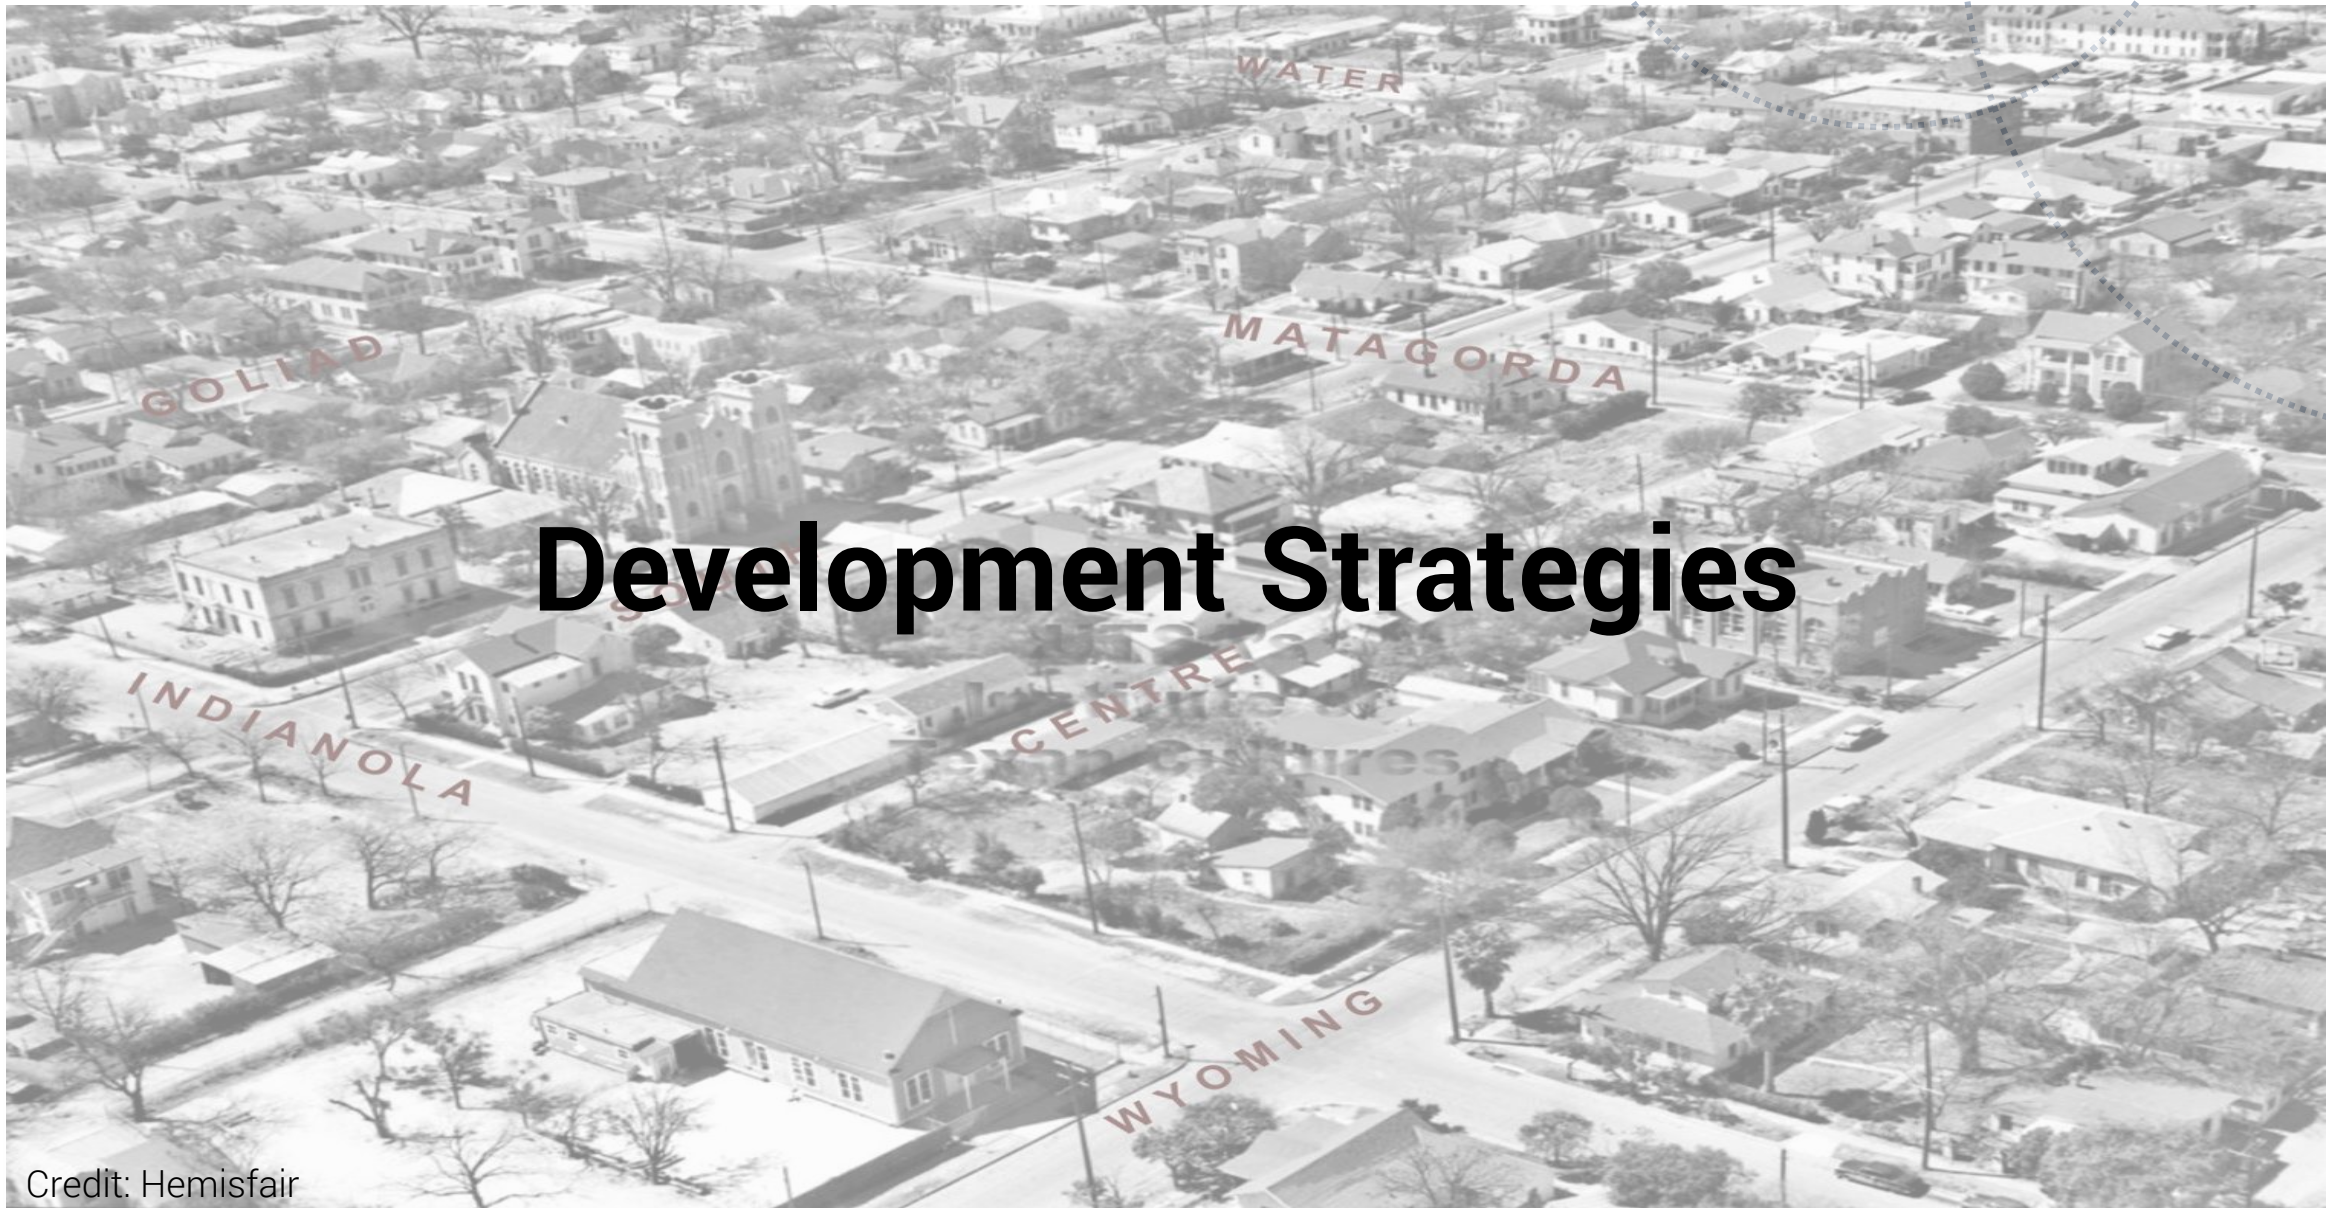 WATER
MATAGORDA
GOLIAD
Development Strategies
CENTRE
INDIANOLA
WYOMING
Credit: Hemisfair